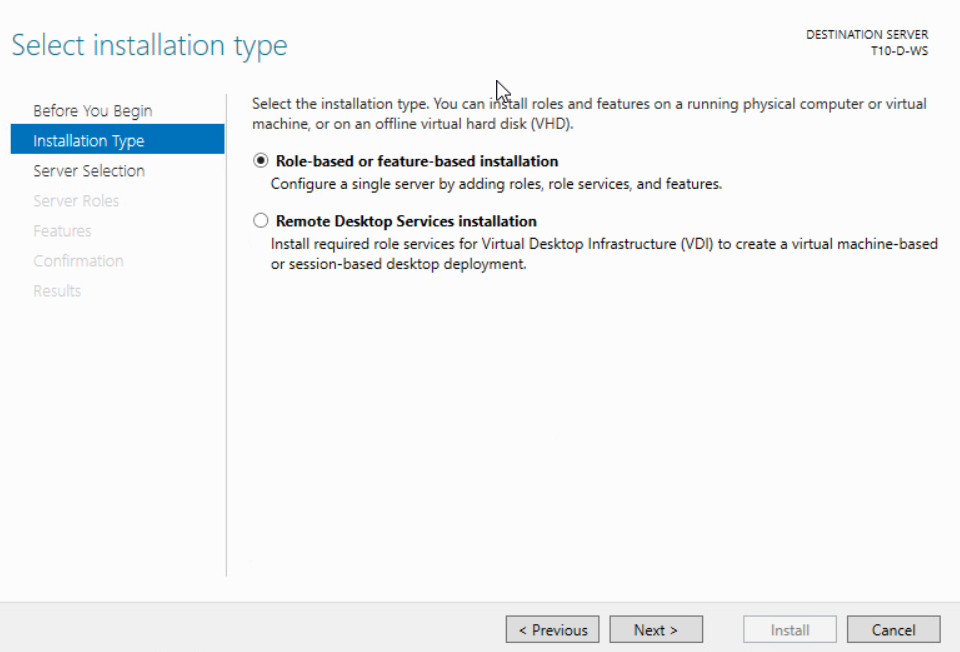 Select installation type
DESTINATION SERVER
T10-D-WS
Before You Begin
Installation Type
Server Selection
Server Roles
Features
Confirmation
Results
Select the installation type. You can install roles and features on a running physical computer or virtual
machine, or on an offline virtual hard disk (VHD).
Role-based or feature-based installation
Configure a single server by adding roles, role services, and features.
Remote Desktop Services installation
Install required role services for Virtual Desktop Infrastructure (VDI) to create a virtual machine-based
or session-based desktop deployment.
< Previous
Next >
Install
Cancel